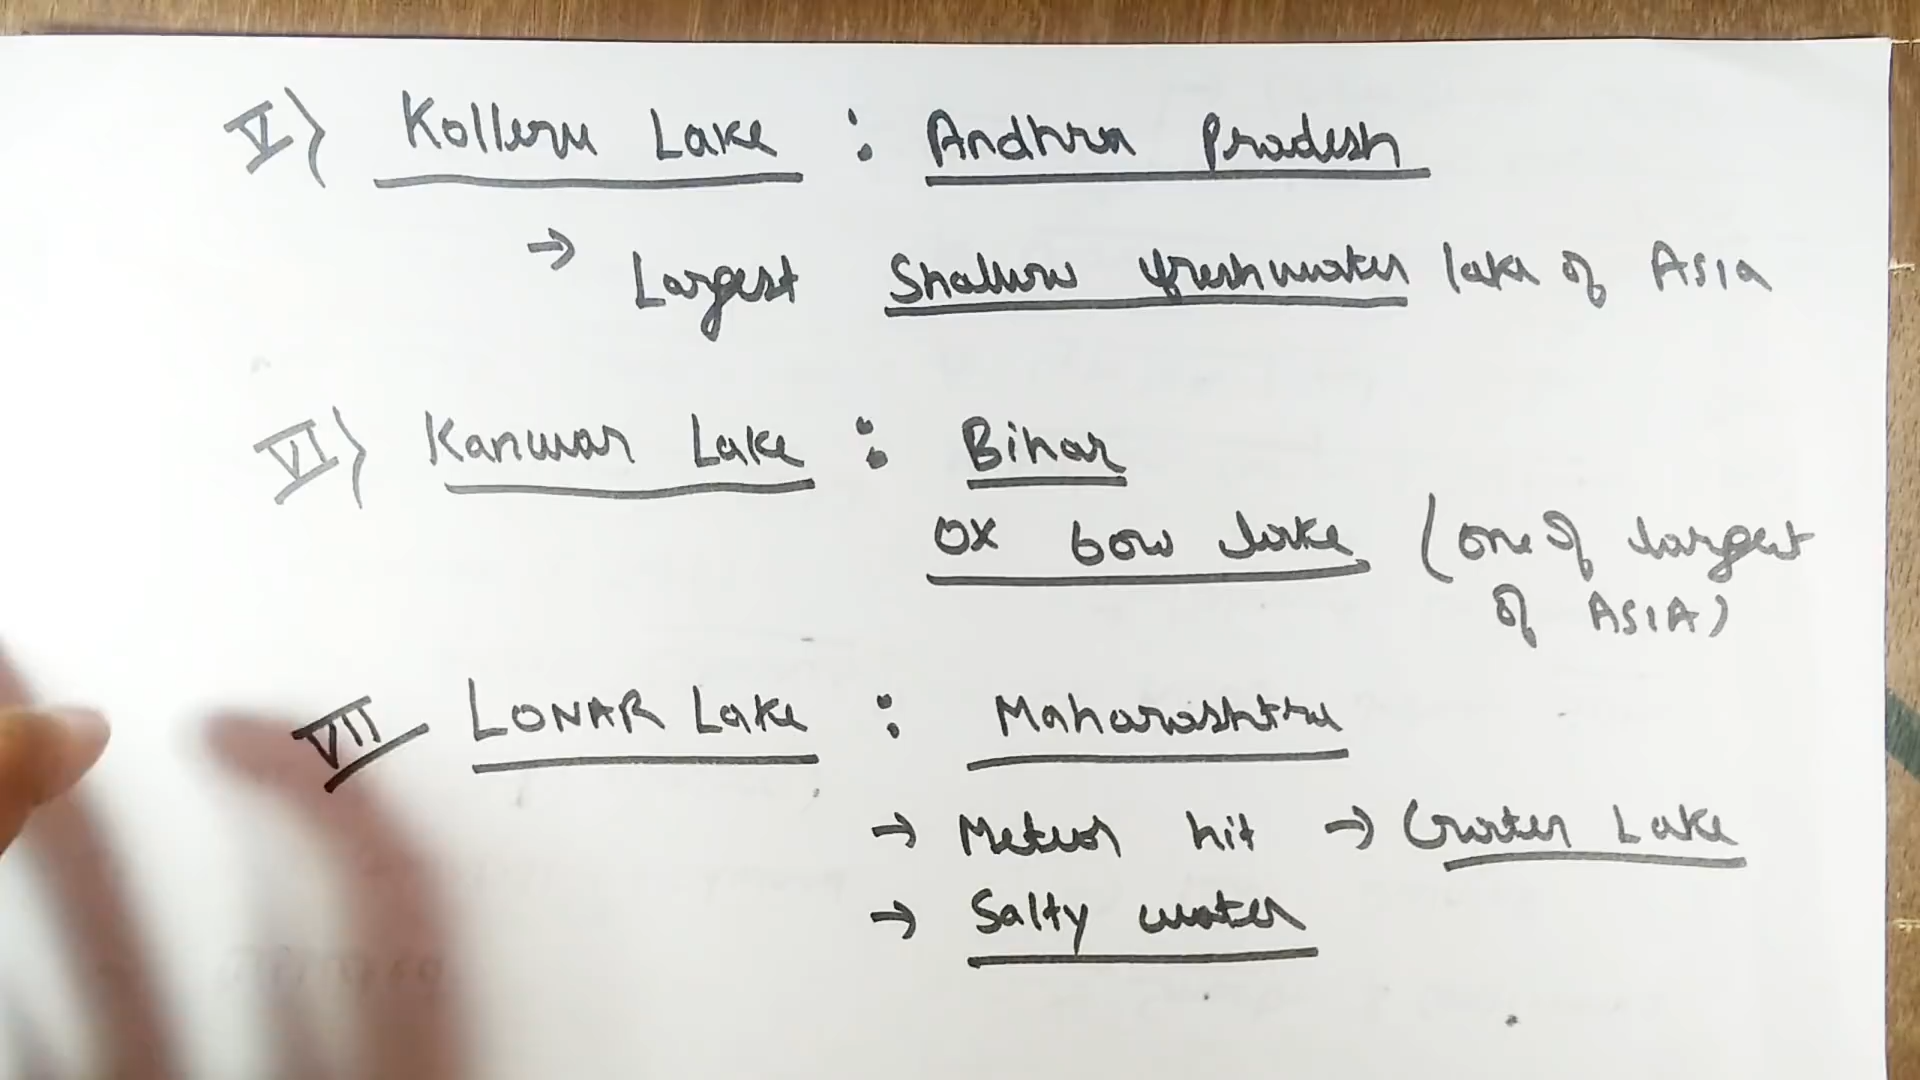 V) Kolleru Lake : Andhra Pradesh
→ Largest Shallow freshwater lake of Asia
VI) Kanwar Lake : Bihar
Ox bow lake (one of largest
of ASIA)
VII LONAR Lake : Maharashtra
→ Meteor hit → Crater Lake
→ Salty water